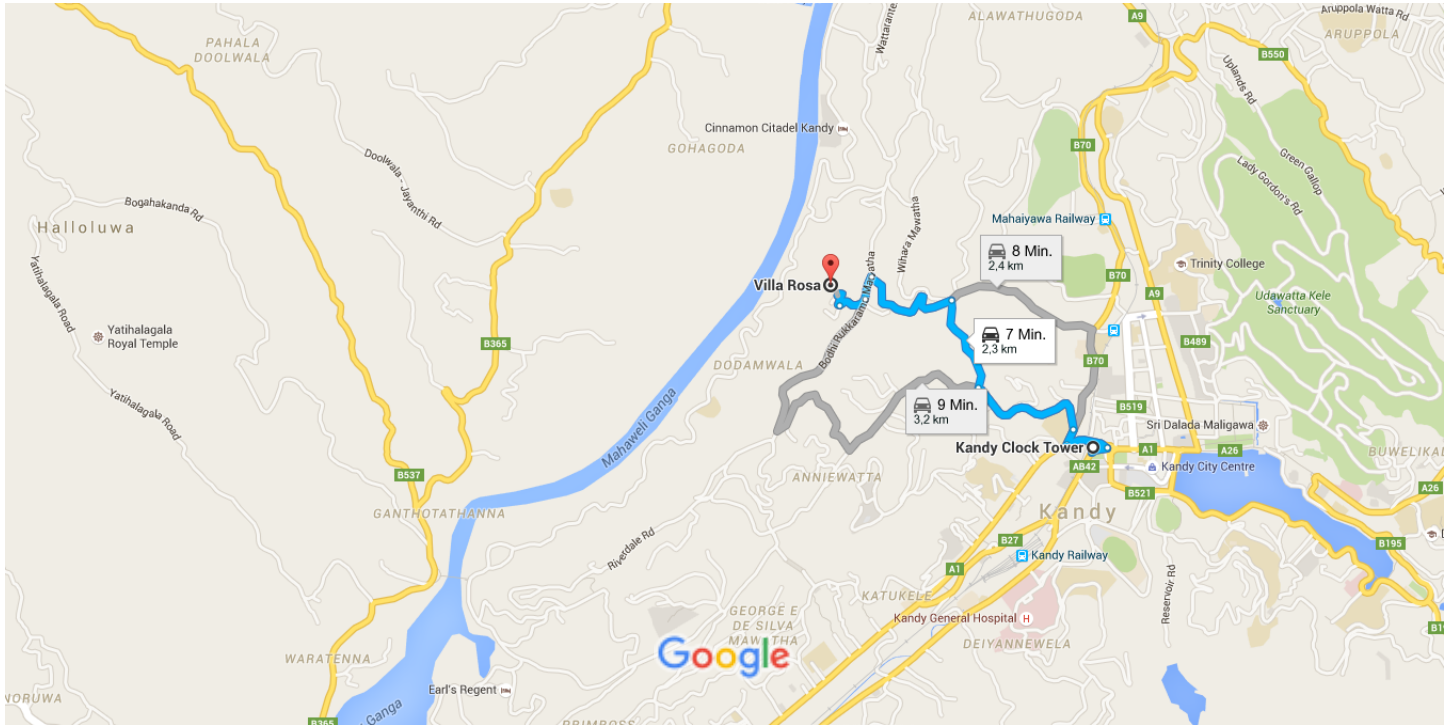 A9
ALAWATHUGODA
Aruppola Watta Rd
ARUPPOLA
PAHALA
DOOLWALA
B550
Uplands Rd
Cinnamon Citadel Kandy
GOHAGODA
B70
Green Gallop
Lady Gordon's Rd
Doolwala - Jayanthi Rd
Bogahakanda Rd
Halloluwa
Mahaiyawa Railway
Wihara Mawatha
8 Min.
2,4 km
Trinity College
B70
Villa Rosa
A9
Udawatta Kele
Sanctuary
Yatihalagala Road
Yatihalagala
Royal Temple
7 Min.
2,3 km
B365
B489
B70
DODAMWALA
9 Min.
3,2 km
B519
Sri Dalada Maligawa
Yatihalagala Road
Mahaweli Ganga
Kandy Clock Tower
A1
A26
BUWELIKAL
AB42
Kandy City Centre
B537
ANNIEWATTA
A26
B521
GANTHOTATHANNA
Kandy
Riverdale Rd
B27
B195
Kandy Railway
A1
Reservoir Rd
KATUKELE
GEORGE E
DE SILVA
MAWATHA
Kandy General Hospital
H
DEIYANNEWELA
Google
WARATENNA
Earl's Regent
NORUWA
B365
Ganga
PRIMROSE